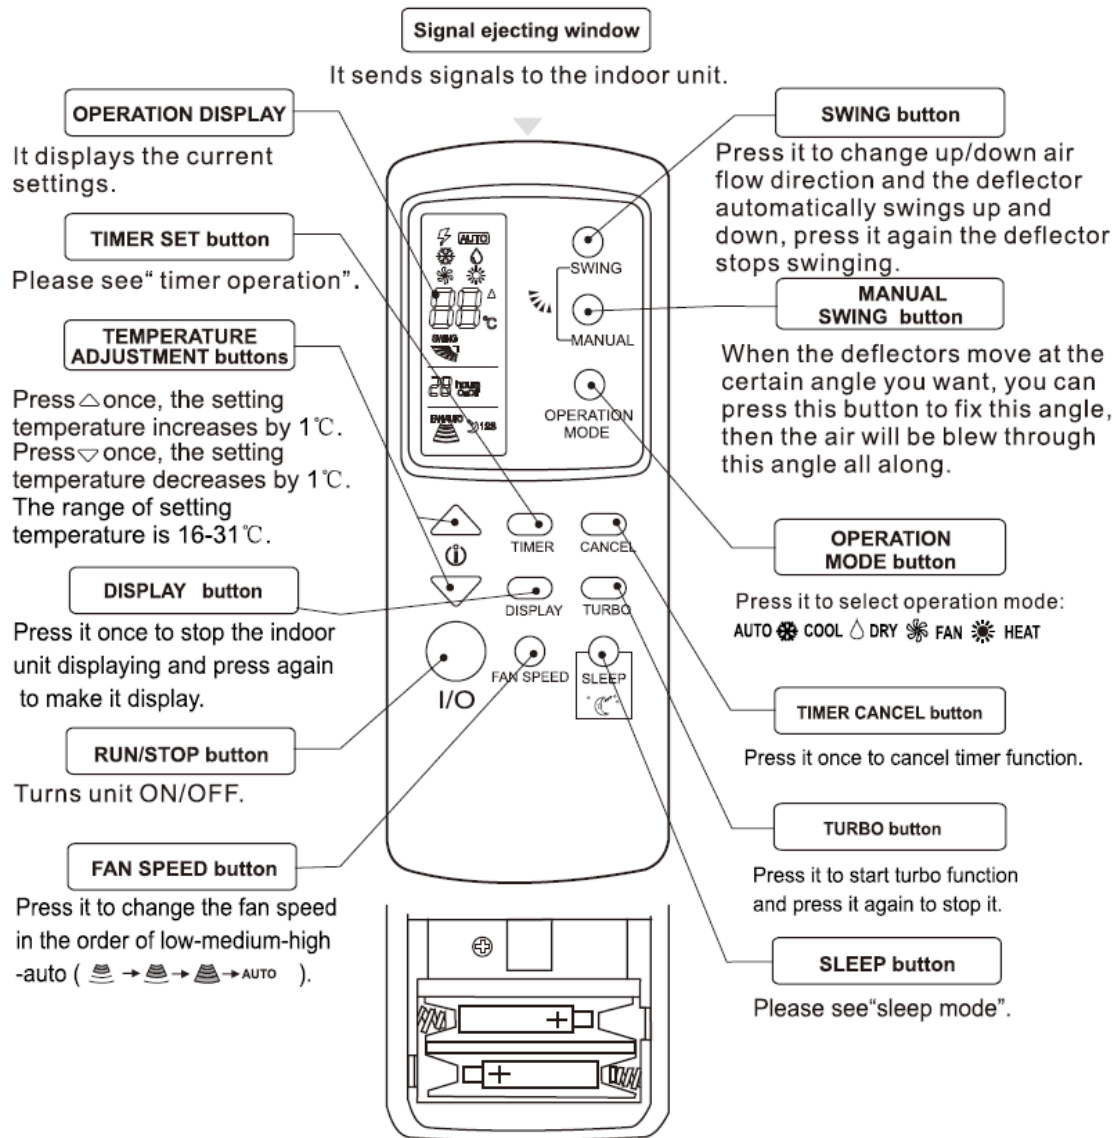 Signal ejecting window
It sends signals to the indoor unit.
OPERATION DISPLAY
It displays the current
settings.
TIMER SET button
Please see“ timer operation”.
TEMPERATURE
ADJUSTMENT buttons
Press△once, the setting
temperature increases by 1℃.
Press▽once, the setting
temperature decreases by 1℃.
The range of setting
temperature is 16-31℃.
DISPLAY button
Press it once to stop the indoor
unit displaying and press again
to make it display.
RUN/STOP button
Turns unit ON/OFF.
FAN SPEED button
Press it to change the fan speed
in the order of low-medium-high
-auto ( → → →AUTO ).
AUTO
88
℃
SWING
28 hours
on/off
AUTO
123
SWING
MANUAL
OPERATION
MODE
TIMER
CANCEL
DISPLAY
TURBO
I/O
FAN SPEED
SLEEP
+
+
SWING button
Press it to change up/down air
flow direction and the deflector
automatically swings up and
down, press it again the deflector
stops swinging.
MANUAL
SWING button
When the deflectors move at the
certain angle you want, you can
press this button to fix this angle,
then the air will be blew through
this angle all along.
OPERATION
MODE button
Press it to select operation mode:
AUTO COOL DRY FAN HEAT
TIMER CANCEL button
Press it once to cancel timer function.
TURBO button
Press it to start turbo function
and press it again to stop it.
SLEEP button
Please see“sleep mode”.